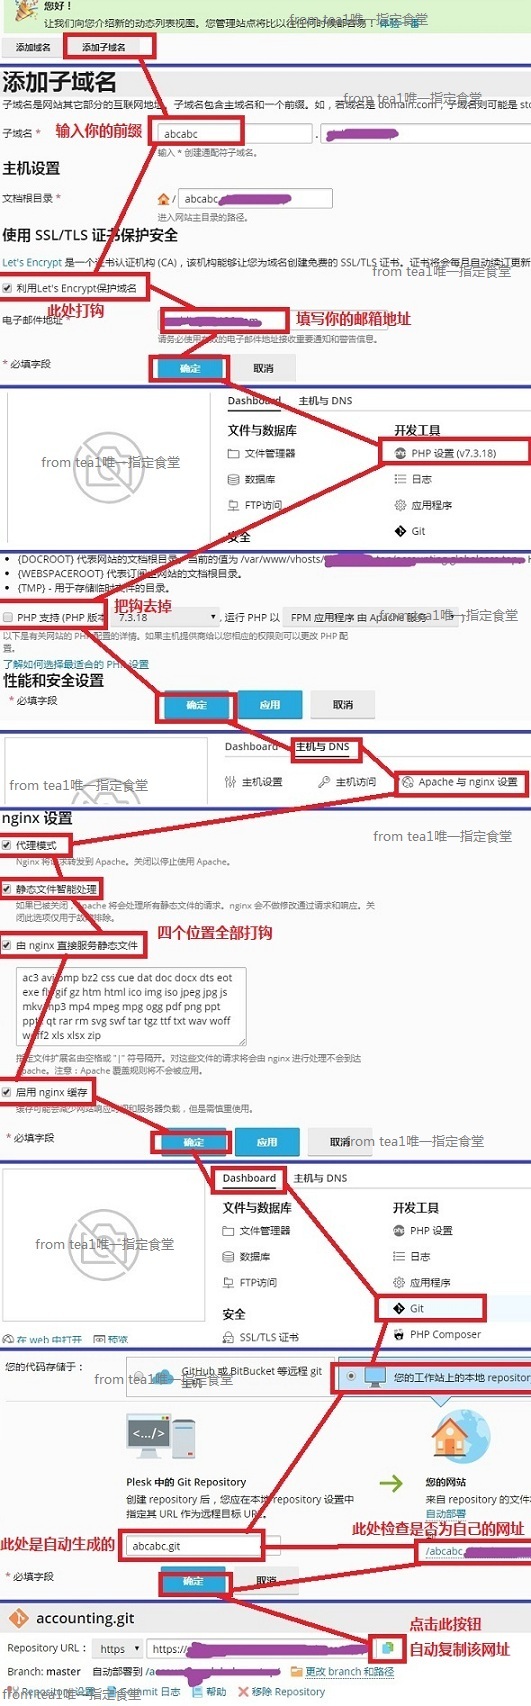 您好！
让我们向您介绍新的动态列表视图。您管理站点将比以往任何时候都容易！
from tea1唯一指定食堂
添加域名
添加子域名
添加子域名
from tea1唯一指定食堂
子域名是网站其它部分的互联网地址。子域名包含主域名和一个前缀。如，若域名是 domain.com，子域名则可能是
子域名 *
输入你的前缀
abcabc
.
输入 * 创建通配符子域名。
主机设置
文档根目录 *
/
abcabc.
进入网站主目录的路径。
使用 SSL/TLS 证书保护安全
Let's Encrypt 是一个证书认证机构 (CA)，该机构能够让您为域名创建免费的 SSL/TLS 证书。证书将会每月自动续订更新
from tea1唯一指定食堂
利用Let's Encrypt保护域名
此处打钩
电子邮件地址
填写你的邮箱地址
请务必使用有效的电子邮件地址接收重要通知和警告信息。
* 必填字段
确定
取消
Dashboard
主机与 DNS
文件与数据库
开发工具
文件管理器
PHP 设置 (v7.3.18)
from tea1唯一指定食堂
数据库
日志
FTP访问
应用程序
安全
Git
{DOCROOT} 代表网站的文档根目录。当前的值为 /var/www/vhosts/
{WEBSPACEROOT} 代表订阅主网站的文档根目录。
{TMP} - 用于存储临时文件的目录。
把钩去掉
PHP 支持 (PHP 版本
7.3.18
, 运行 PHP 以
FPM 应用程序 由 Apache 服务
from tea1唯一指定食堂
以下是有关网站的 PHP 配置的详情。如果主机提供商给以您相应的权限则可以更改 PHP 配
置。
了解如何选择最适合的 PHP 设置
性能和安全设置
* 必填字段
确定
应用
取消
Dashboard
主机与 DNS
from tea1唯一指定食堂
主机设置
主机访问
Apache 与 nginx 设置
nginx 设置
from tea1唯一指定食堂
代理模式
Nginx 将请求转发到 Apache。关闭以停止使用 Apache。
静态文件智能处理
如果已被关闭，Apache 将会处理所有静态文件的请求。nginx 会不做修改通过请求和响应。关
闭此选项仅用于故障排除。
四个位置全部打钩
由 nginx 直接服务静态文件
ac3 avi bmp bz2 css cue dat doc docx dts eot
exe flv gif gz htm html ico img iso jpeg jpg js
mkv mp3 mp4 mpeg mpg ogg pdf png ppt
pptx qt rar rm svg swf tar tgz ttf txt wav woff
woff2 xls xlsx zip
指定文件扩展名由空格或 "|" 符号隔开。对这些文件的请求将会由 nginx 进行处理不会到达
Apache。注意：Apache 覆盖规则将不会被应用。
启用 nginx 缓存
缓存可能会减少网站响应时间和服务器负载，但是需慎重使用。
* 必填字段
确定
应用
取消
from tea1唯一指定食堂
Dashboard
主机与 DNS
文件与数据库
开发工具
文件管理器
PHP 设置
from tea1唯一指定食堂
数据库
日志
FTP访问
应用程序
安全
Git
SSL/TLS 证书
PHP Composer
在 web 中打开
预览
您的代码存储于：
GitHub 或 BitBucket 等远程 git
主机
您的工作站上的本地 repository
from tea1唯一指定食堂
Plesk 中的 Git Repository
您的网站
创建 repository 后，您应在本地 repository 设置中
指定其 URL 作为远程目标 URL。
来自 repository 的文件
自动部署
此处检查是否为自己的网址
此处是自动生成的
abcabc.git
/abcabc.
* 必填字段
确定
取消
accounting.git
点击此按钮
自动复制该网址
Repository URL：
https
https://
Branch: master
自动部署到
更改 branch 和路径
Repository 设置
Commit 日志
帮助
移除 Repository
from tea1唯一指定食堂